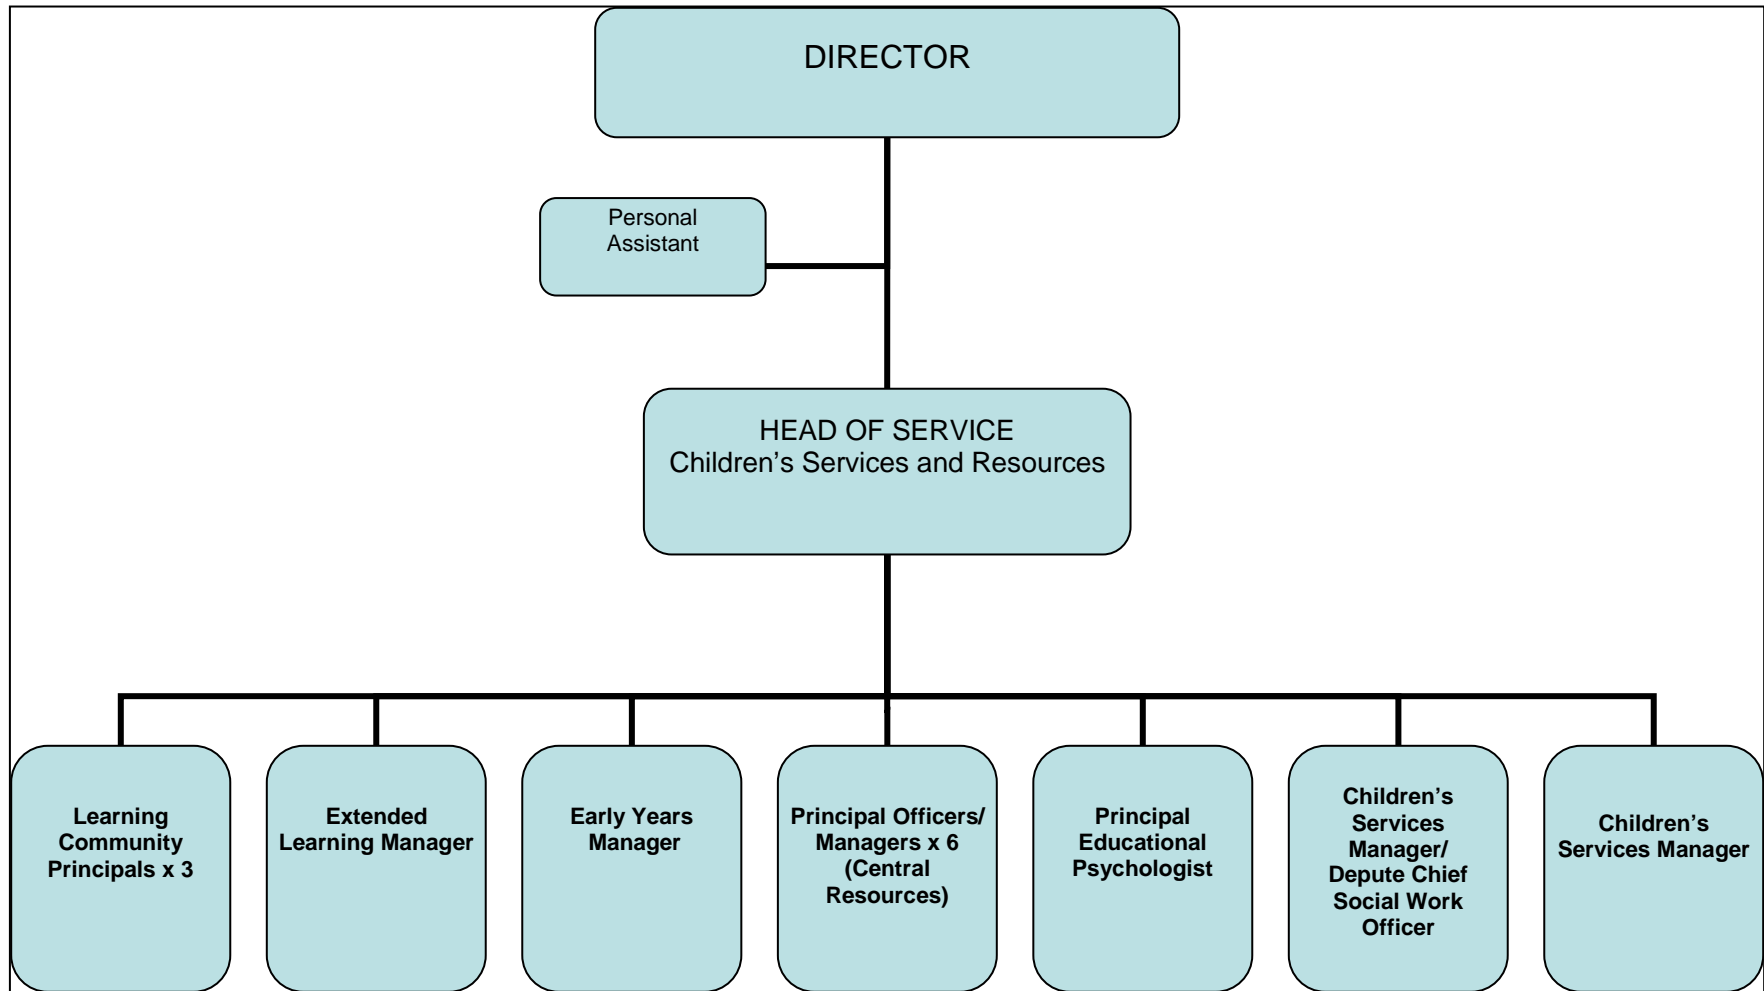 DIRECTOR
Personal
Assistant
HEAD OF SERVICE
Children’s Services and Resources
Learning
Community
Principals x 3
Extended
Learning Manager
Early Years
Manager
Principal Officers/
Managers x 6
(Central
Resources)
Principal
Educational
Psychologist
Children’s
Services
Manager/
Depute Chief
Social Work
Officer
Children’s
Services Manager